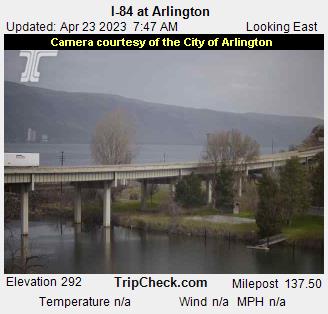 I-84 at Arlington
Updated: Apr 23 2023 7:47 AM Looking East
Camera courtesy of the City of Arlington
Elevation 292 TripCheck.com Milepost 137.50
Temperature n/a Wind n/a MPH n/a